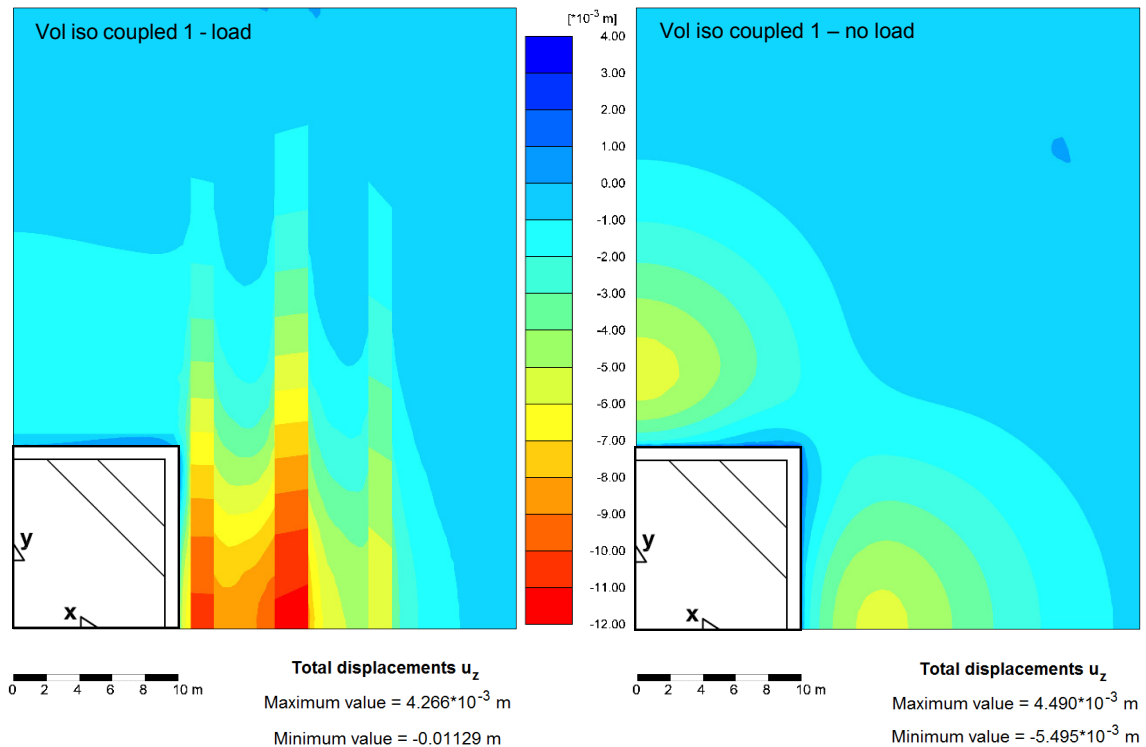 Vol iso coupled 1 - load
[*10⁻³ m]
4.00
3.00
2.00
1.00
0.00
-1.00
-2.00
-3.00
-4.00
-5.00
-6.00
-7.00
-8.00
-9.00
-10.00
-11.00
-12.00
Vol iso coupled 1 – no load
y
x
y
x
0 2 4 6 8 10 m
Total displacements u_z
Maximum value = 4.266*10⁻³ m
Minimum value = -0.01129 m
0 2 4 6 8 10 m
Total displacements u_z
Maximum value = 4.490*10⁻³ m
Minimum value = -5.495*10⁻³ m